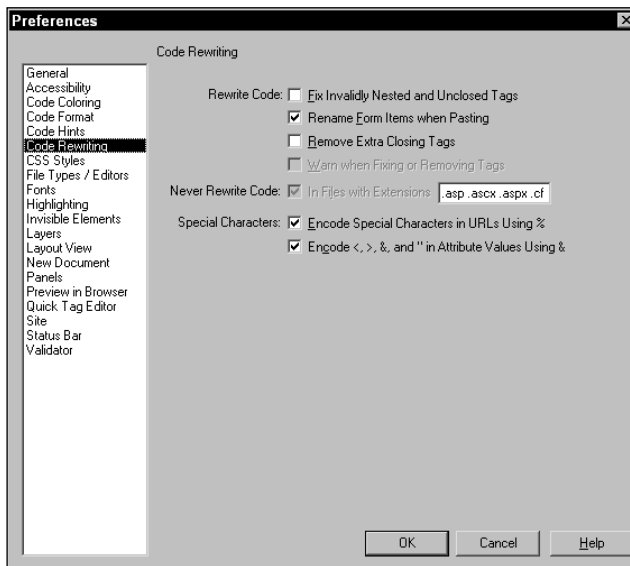 Preferences
Code Rewriting
General
Accessibility
Code Coloring
Code Format
Code Hints
Code Rewriting
CSS Styles
File Types / Editors
Fonts
Highlighting
Invisible Elements
Layers
Layout View
New Document
Panels
Preview in Browser
Quick Tag Editor
Site
Status Bar
Validator
Rewrite Code: Fix Invalidly Nested and Unclosed Tags
Rename Form Items when Pasting
Remove Extra Closing Tags
Warn when Fixing or Removing Tags
Never Rewrite Code: In Files with Extensions .asp .ascx .aspx .cf
Special Characters: Encode Special Characters in URLs Using %
Encode <, >, &, and " in Attribute Values Using &
OK Cancel Help